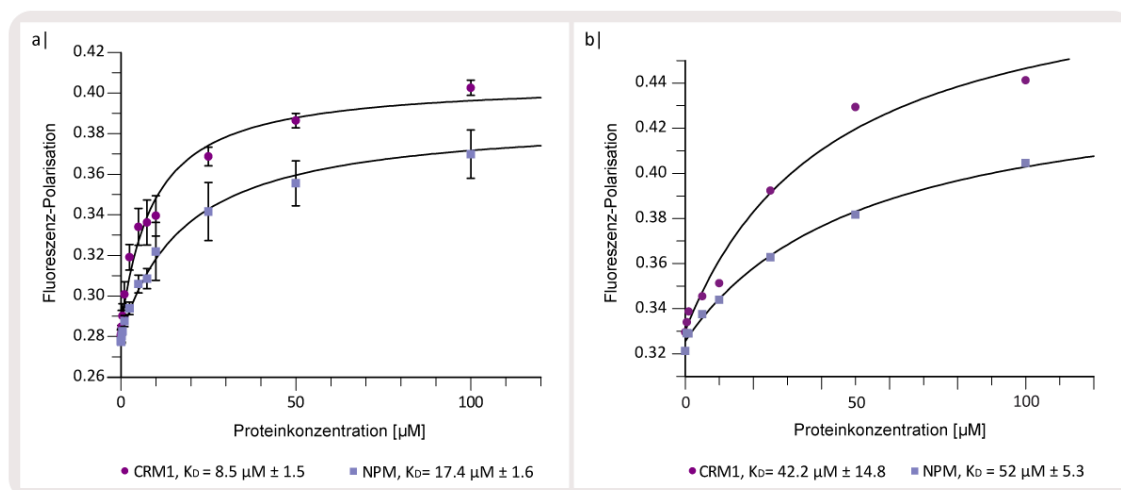 a|
0.42
0.40
0.38
0.36
0.34
0.32
0.30
0.28
0.26
Fluoreszenz-Polarisation
0 50 100
Proteinkonzentration [µM]
CRM1, KD = 8.5 µM ± 1.5 NPM, KD= 17.4 µM ± 1.6
b|
0.44
0.42
0.40
0.38
0.36
0.34
0.32
Fluoreszenz-Polarisation
0 50 100
Proteinkonzentration [µM]
CRM1, KD= 42.2 µM ± 14.8 NPM, KD = 52 µM ± 5.3